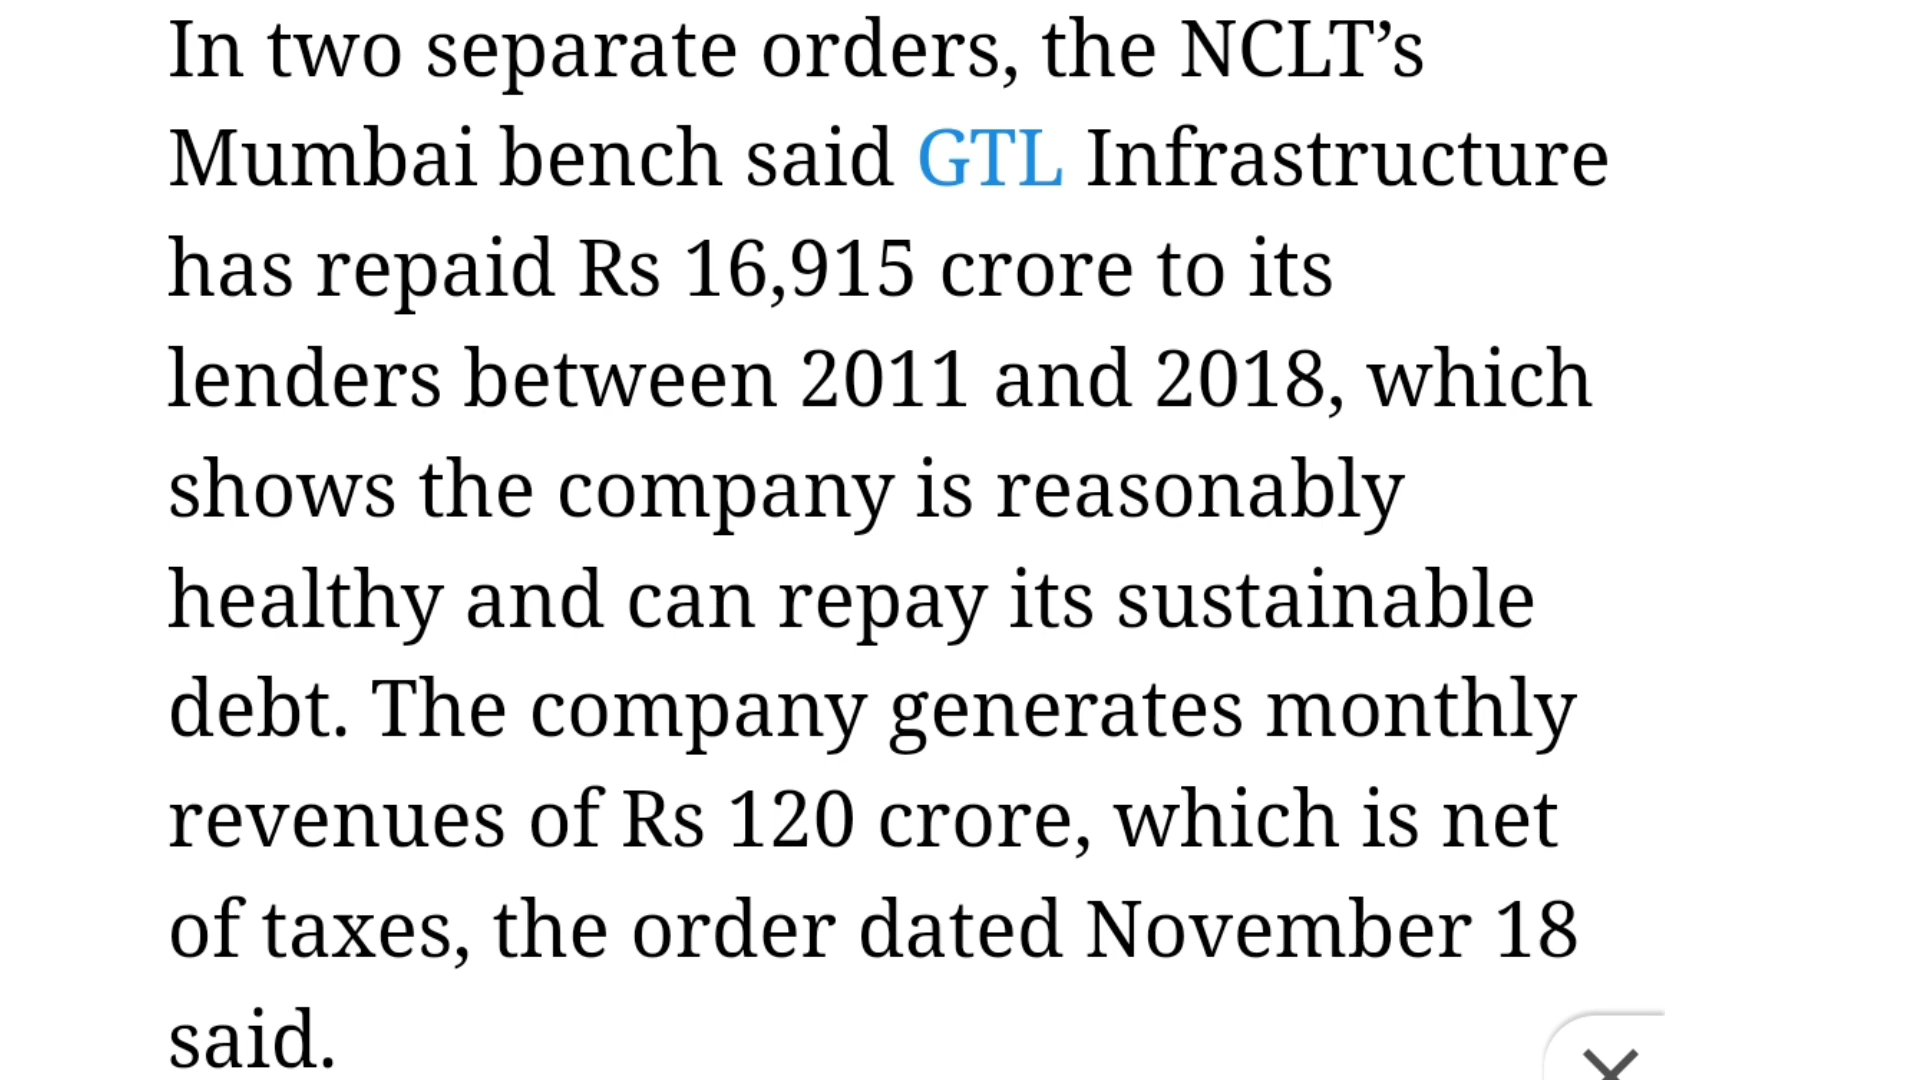 In two separate orders, the NCLT’s
Mumbai bench said GTL Infrastructure
has repaid Rs 16,915 crore to its
lenders between 2011 and 2018, which
shows the company is reasonably
healthy and can repay its sustainable
debt. The company generates monthly
revenues of Rs 120 crore, which is net
of taxes, the order dated November 18
said.